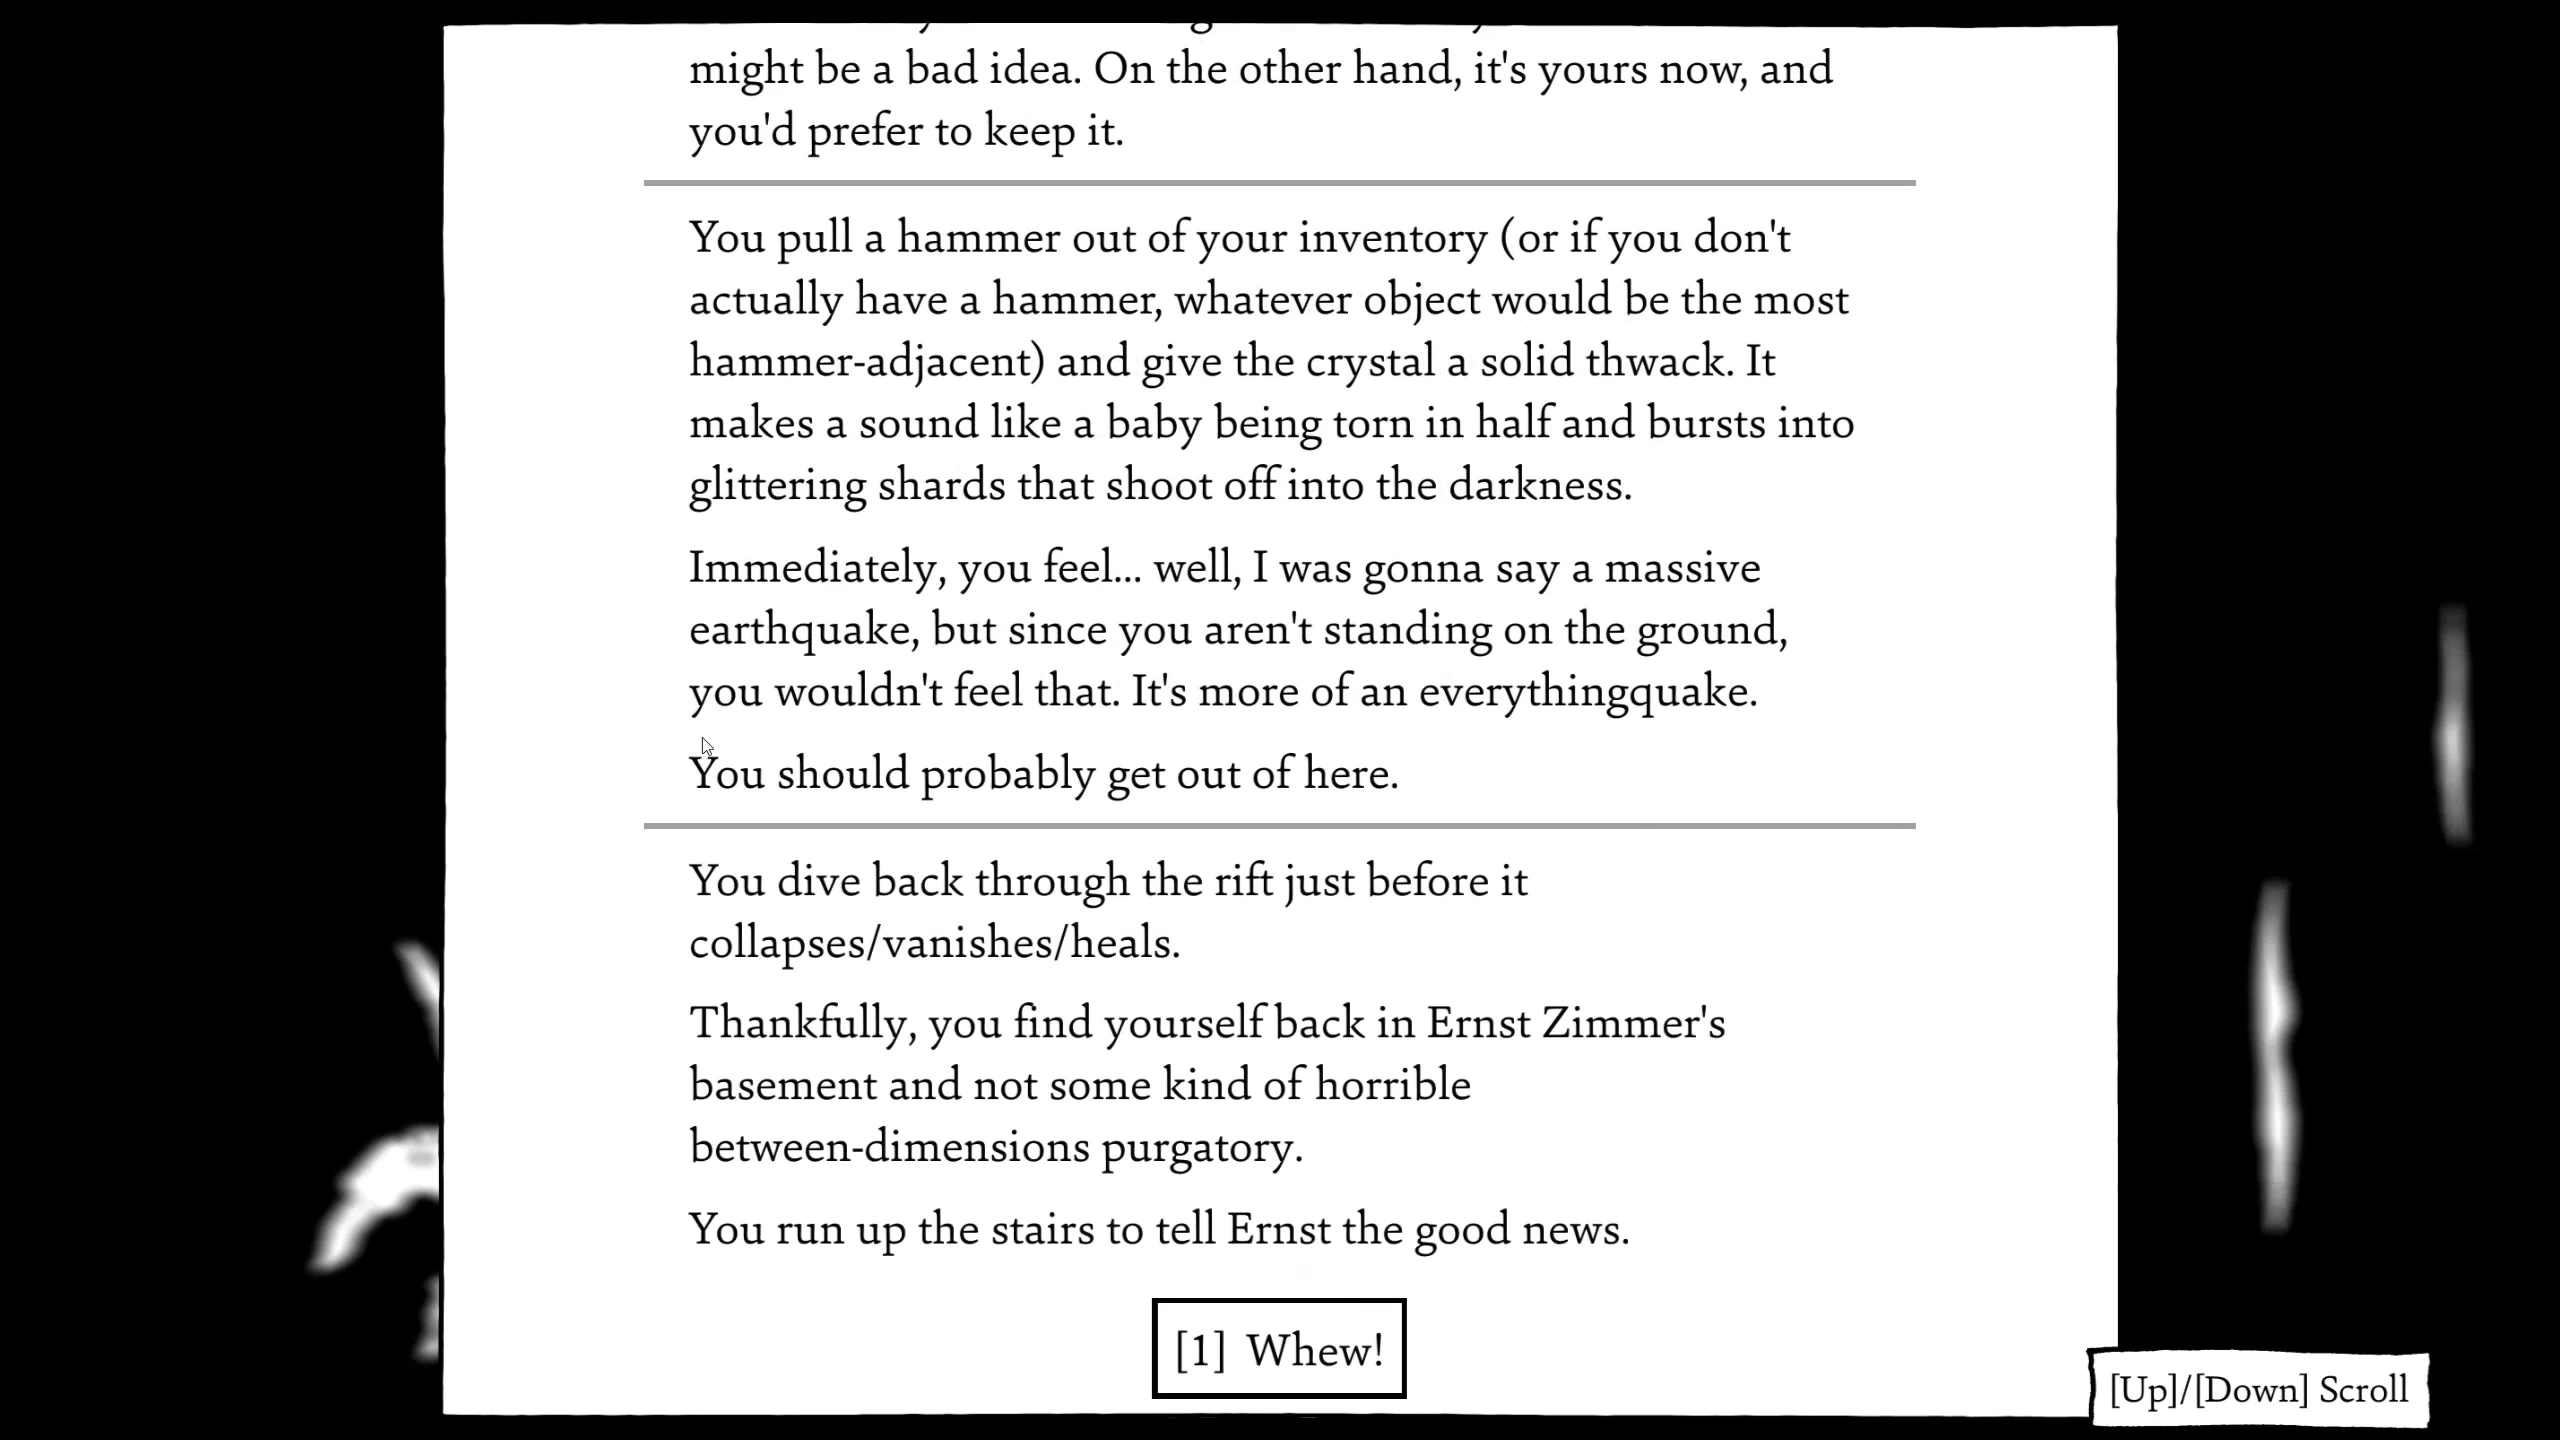 might be a bad idea. On the other hand, it's yours now, and
you'd prefer to keep it.
You pull a hammer out of your inventory (or if you don't
actually have a hammer, whatever object would be the most
hammer-adjacent) and give the crystal a solid thwack. It
makes a sound like a baby being torn in half and bursts into
glittering shards that shoot off into the darkness.
Immediately, you feel... well, I was gonna say a massive
earthquake, but since you aren't standing on the ground,
you wouldn't feel that. It's more of an everythingquake.
You should probably get out of here.
You dive back through the rift just before it
collapses/vanishes/heals.
Thankfully, you find yourself back in Ernst Zimmer's
basement and not some kind of horrible
between-dimensions purgatory.
You run up the stairs to tell Ernst the good news.
[1] Whew!
[Up]/[Down] Scroll